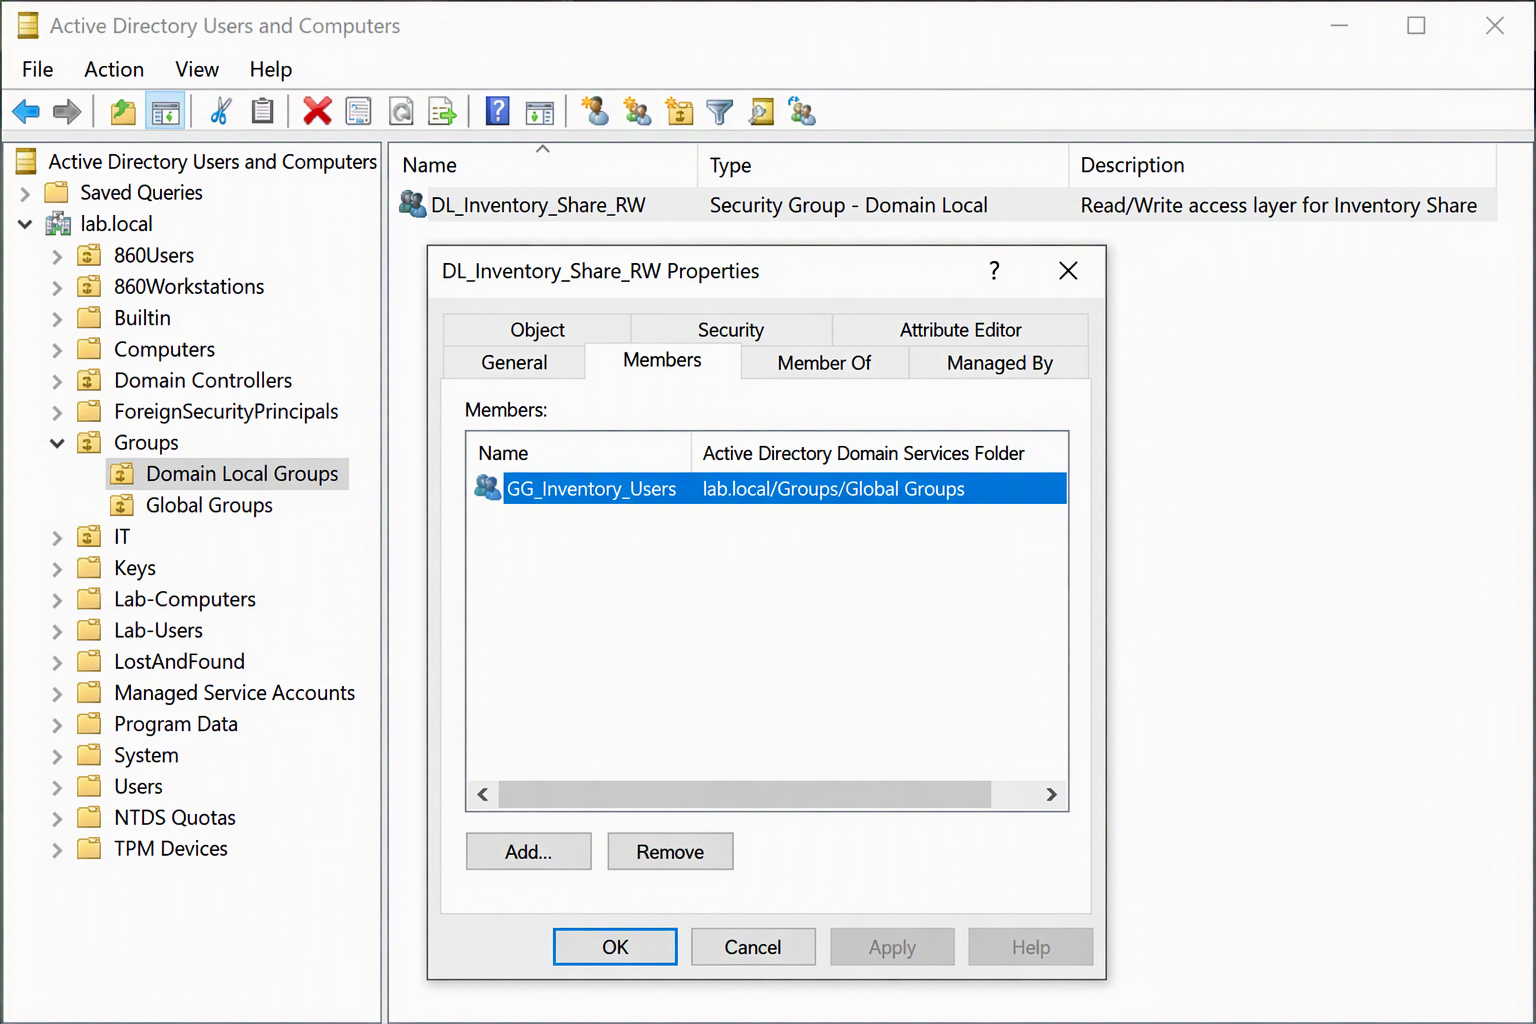 Active Directory Users and Computers
File Action View Help
Active Directory Users and Computers
Saved Queries
lab.local
860Users
860Workstations
Builtin
Computers
Domain Controllers
ForeignSecurityPrincipals
Groups
Domain Local Groups
Global Groups
IT
Keys
Lab-Computers
Lab-Users
LostAndFound
Managed Service Accounts
Program Data
System
Users
NTDS Quotas
TPM Devices
Name Type Description
DL_Inventory_Share_RW Security Group - Domain Local Read/Write access layer for Inventory Share
DL_Inventory_Share_RW Properties ?
Object Security Attribute Editor
General Members Member Of Managed By
Members:
Name Active Directory Domain Services Folder
GG_Inventory_Users lab.local/Groups/Global Groups
Add... Remove
OK Cancel Apply Help